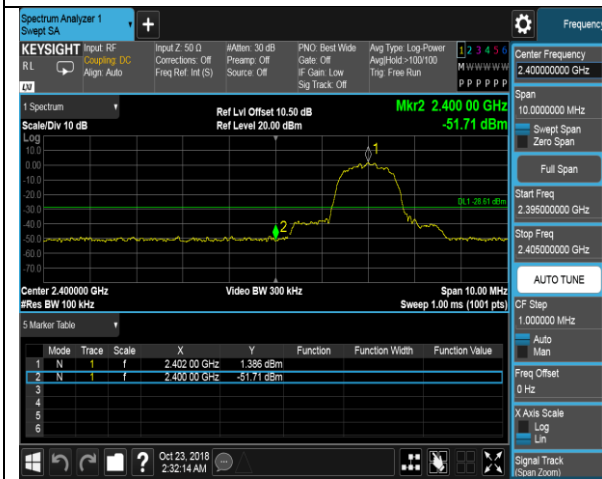 Spectrum Analyzer 1
Swept SA
+
Frequency
KEYSIGHT Input: RF Input Z: 50 Ω #Atten: 30 dB PNO: Best Wide Avg Type: Log-Power 1 2 3 4 5 6
RL Coupling: DC Corrections: Off Preamp: Off Gate: Off Avg|Hold:>100/100 M W W W W W
Align: Auto Freq Ref: Int (S) Source: Off IF Gain: Low Trig: Free Run
Sig Track: Off P P P P P P
LXI
1 Spectrum
Ref Lvl Offset 10.50 dB Mkr2 2.400 00 GHz
Scale/Div 10 dB Ref Level 20.00 dBm -51.71 dBm
Log
10.0
0.00
-10.0
-20.0
-30.0
-40.0
-50.0
-60.0
-70.0
1
DL1 -28.61 dBm
2
Center 2.400000 GHz Video BW 300 kHz Span 10.00 MHz
#Res BW 100 kHz Sweep 1.00 ms (1001 pts)
5 Marker Table
Mode Trace Scale X Y Function Function Width Function Value
1 N 1 f 2.402 00 GHz 1.386 dBm
2 N 1 f 2.400 00 GHz -51.71 dBm
3
4
5
6
Center Frequency
2.400000000 GHz
Span
10.0000000 MHz
Swept Span
Zero Span
Full Span
Start Freq
2.395000000 GHz
Stop Freq
2.405000000 GHz
AUTO TUNE
CF Step
1.000000 MHz
Auto
Man
Freq Offset
0 Hz
X Axis Scale
Log
Lin
Signal Track
(Span Zoom)
?
Oct 23, 2018
2:32:14 AM